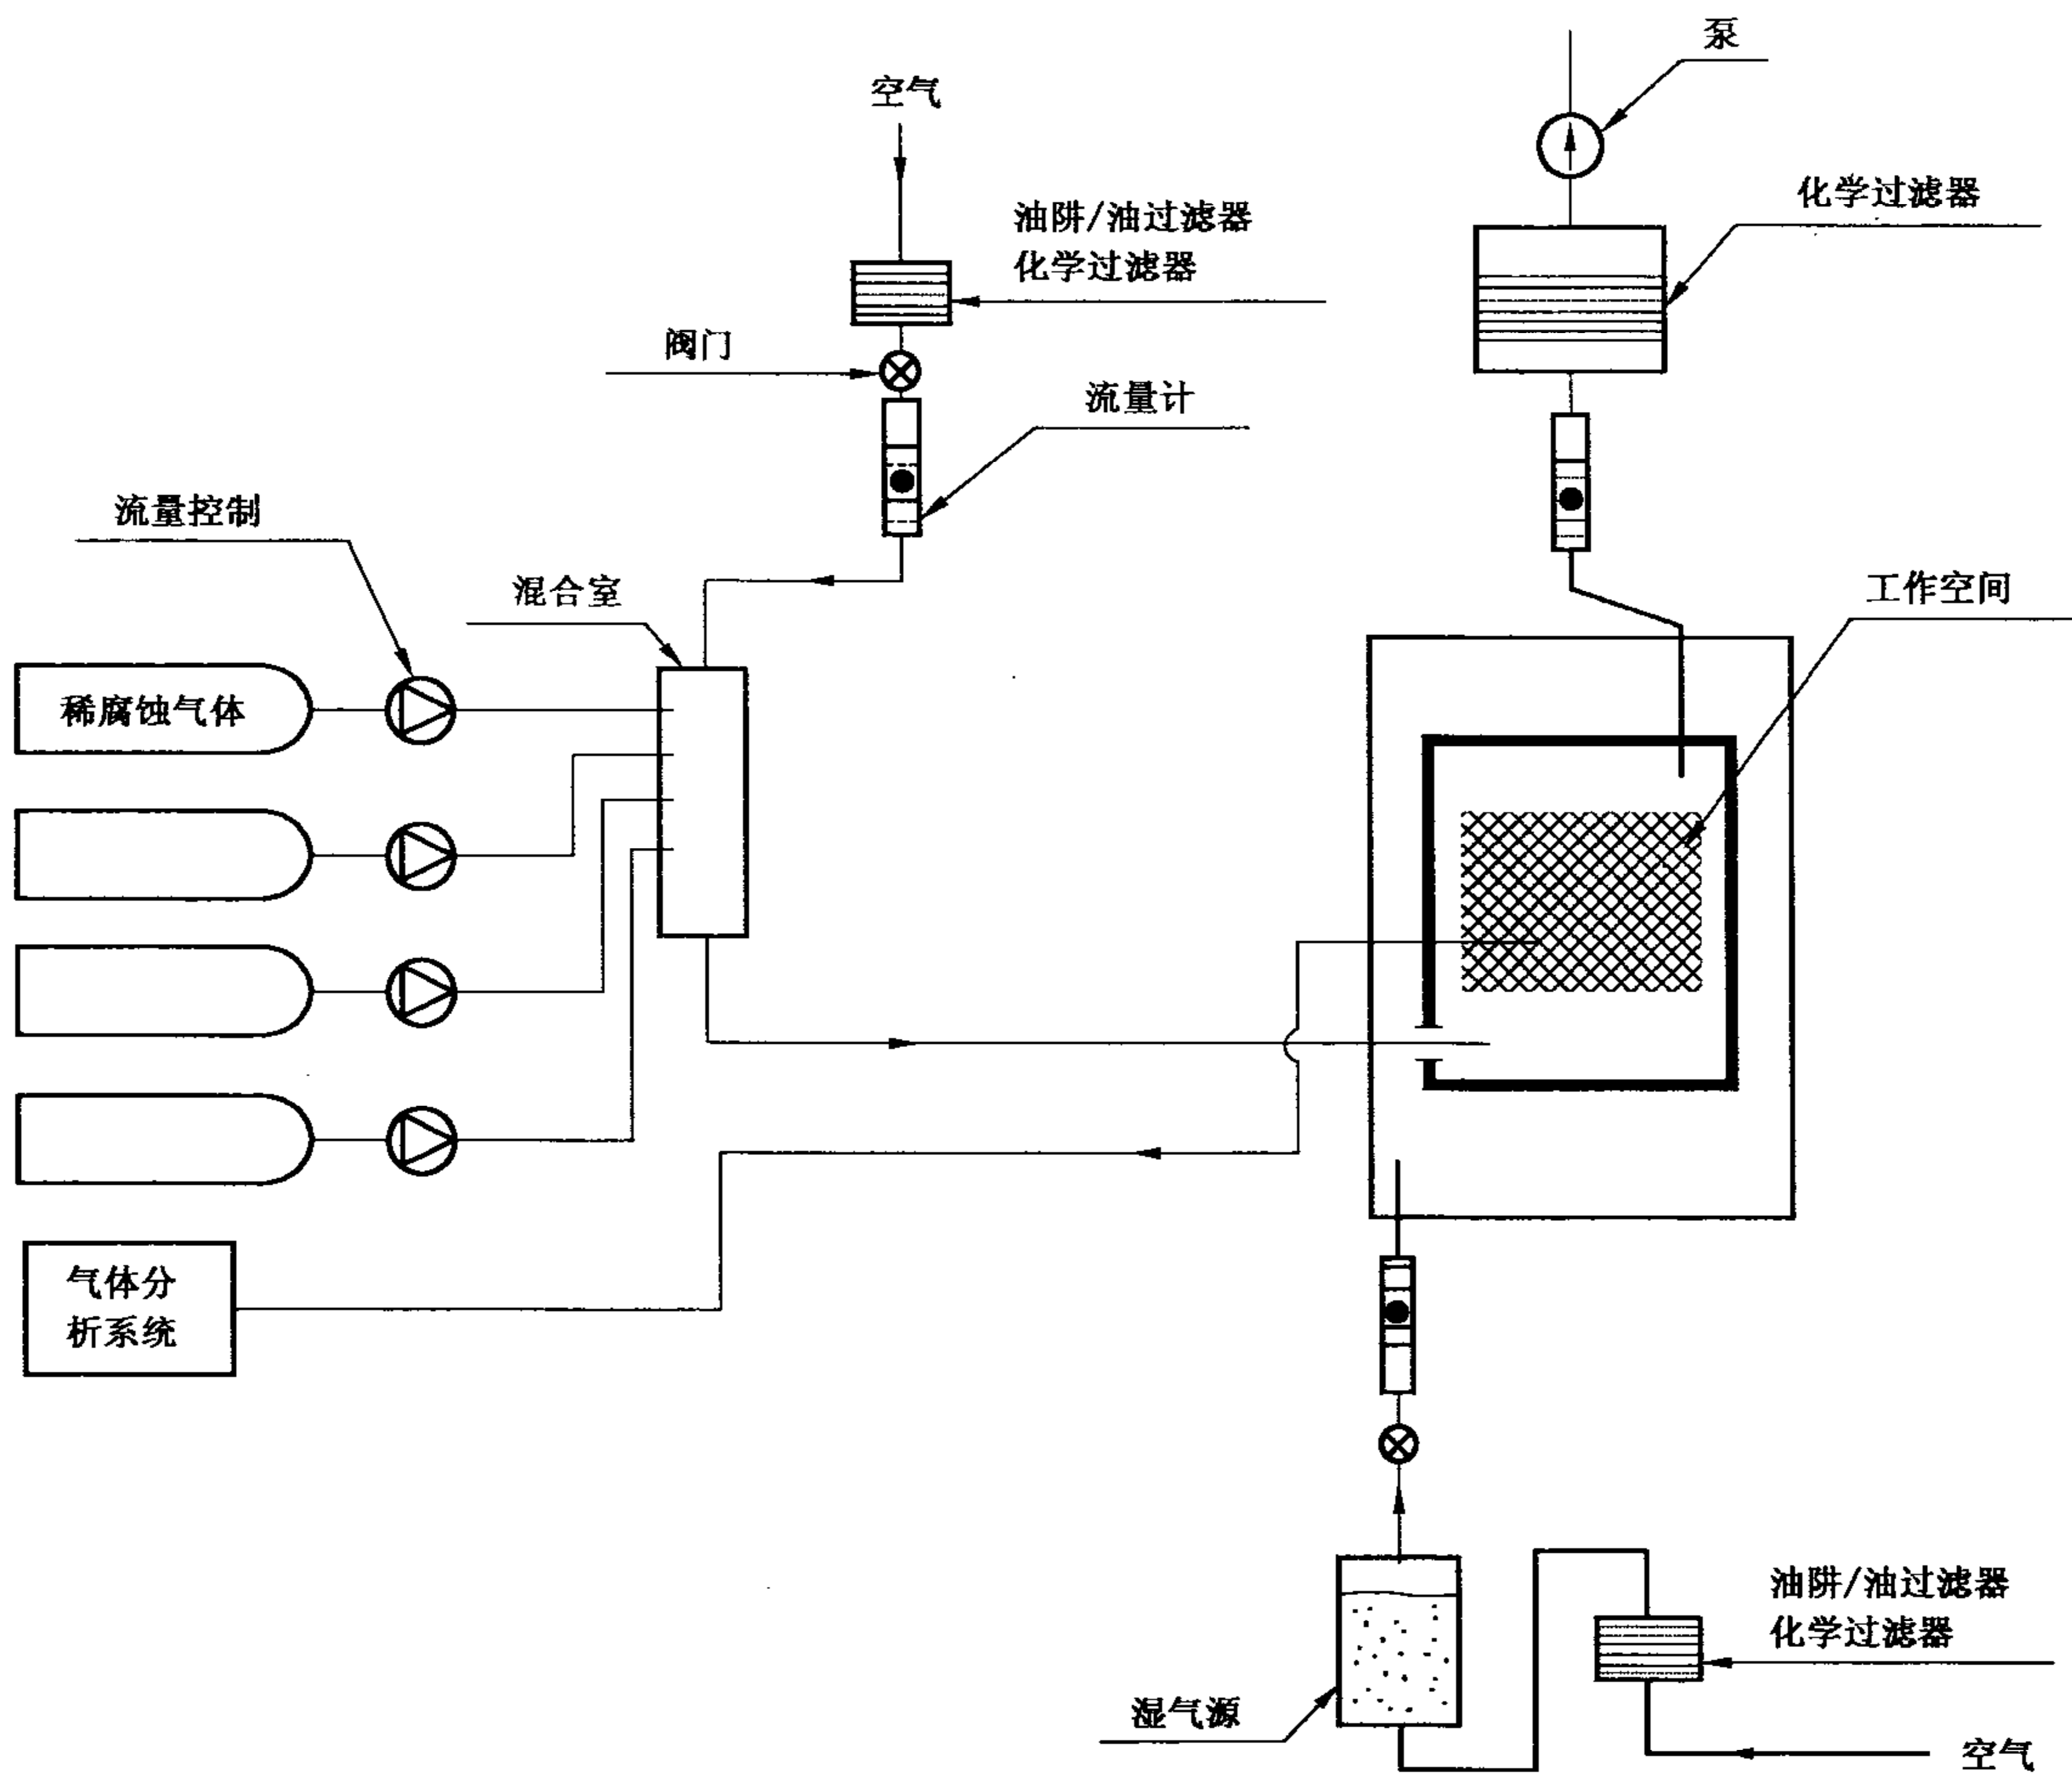 泵
空气
化学过滤器
油阱/油过滤器
化学过滤器
阀门
流量计
流量控制
混合室
工作空间
稀腐蚀气体
气体分
析系统
油阱/油过滤器
化学过滤器
湿气源
空气